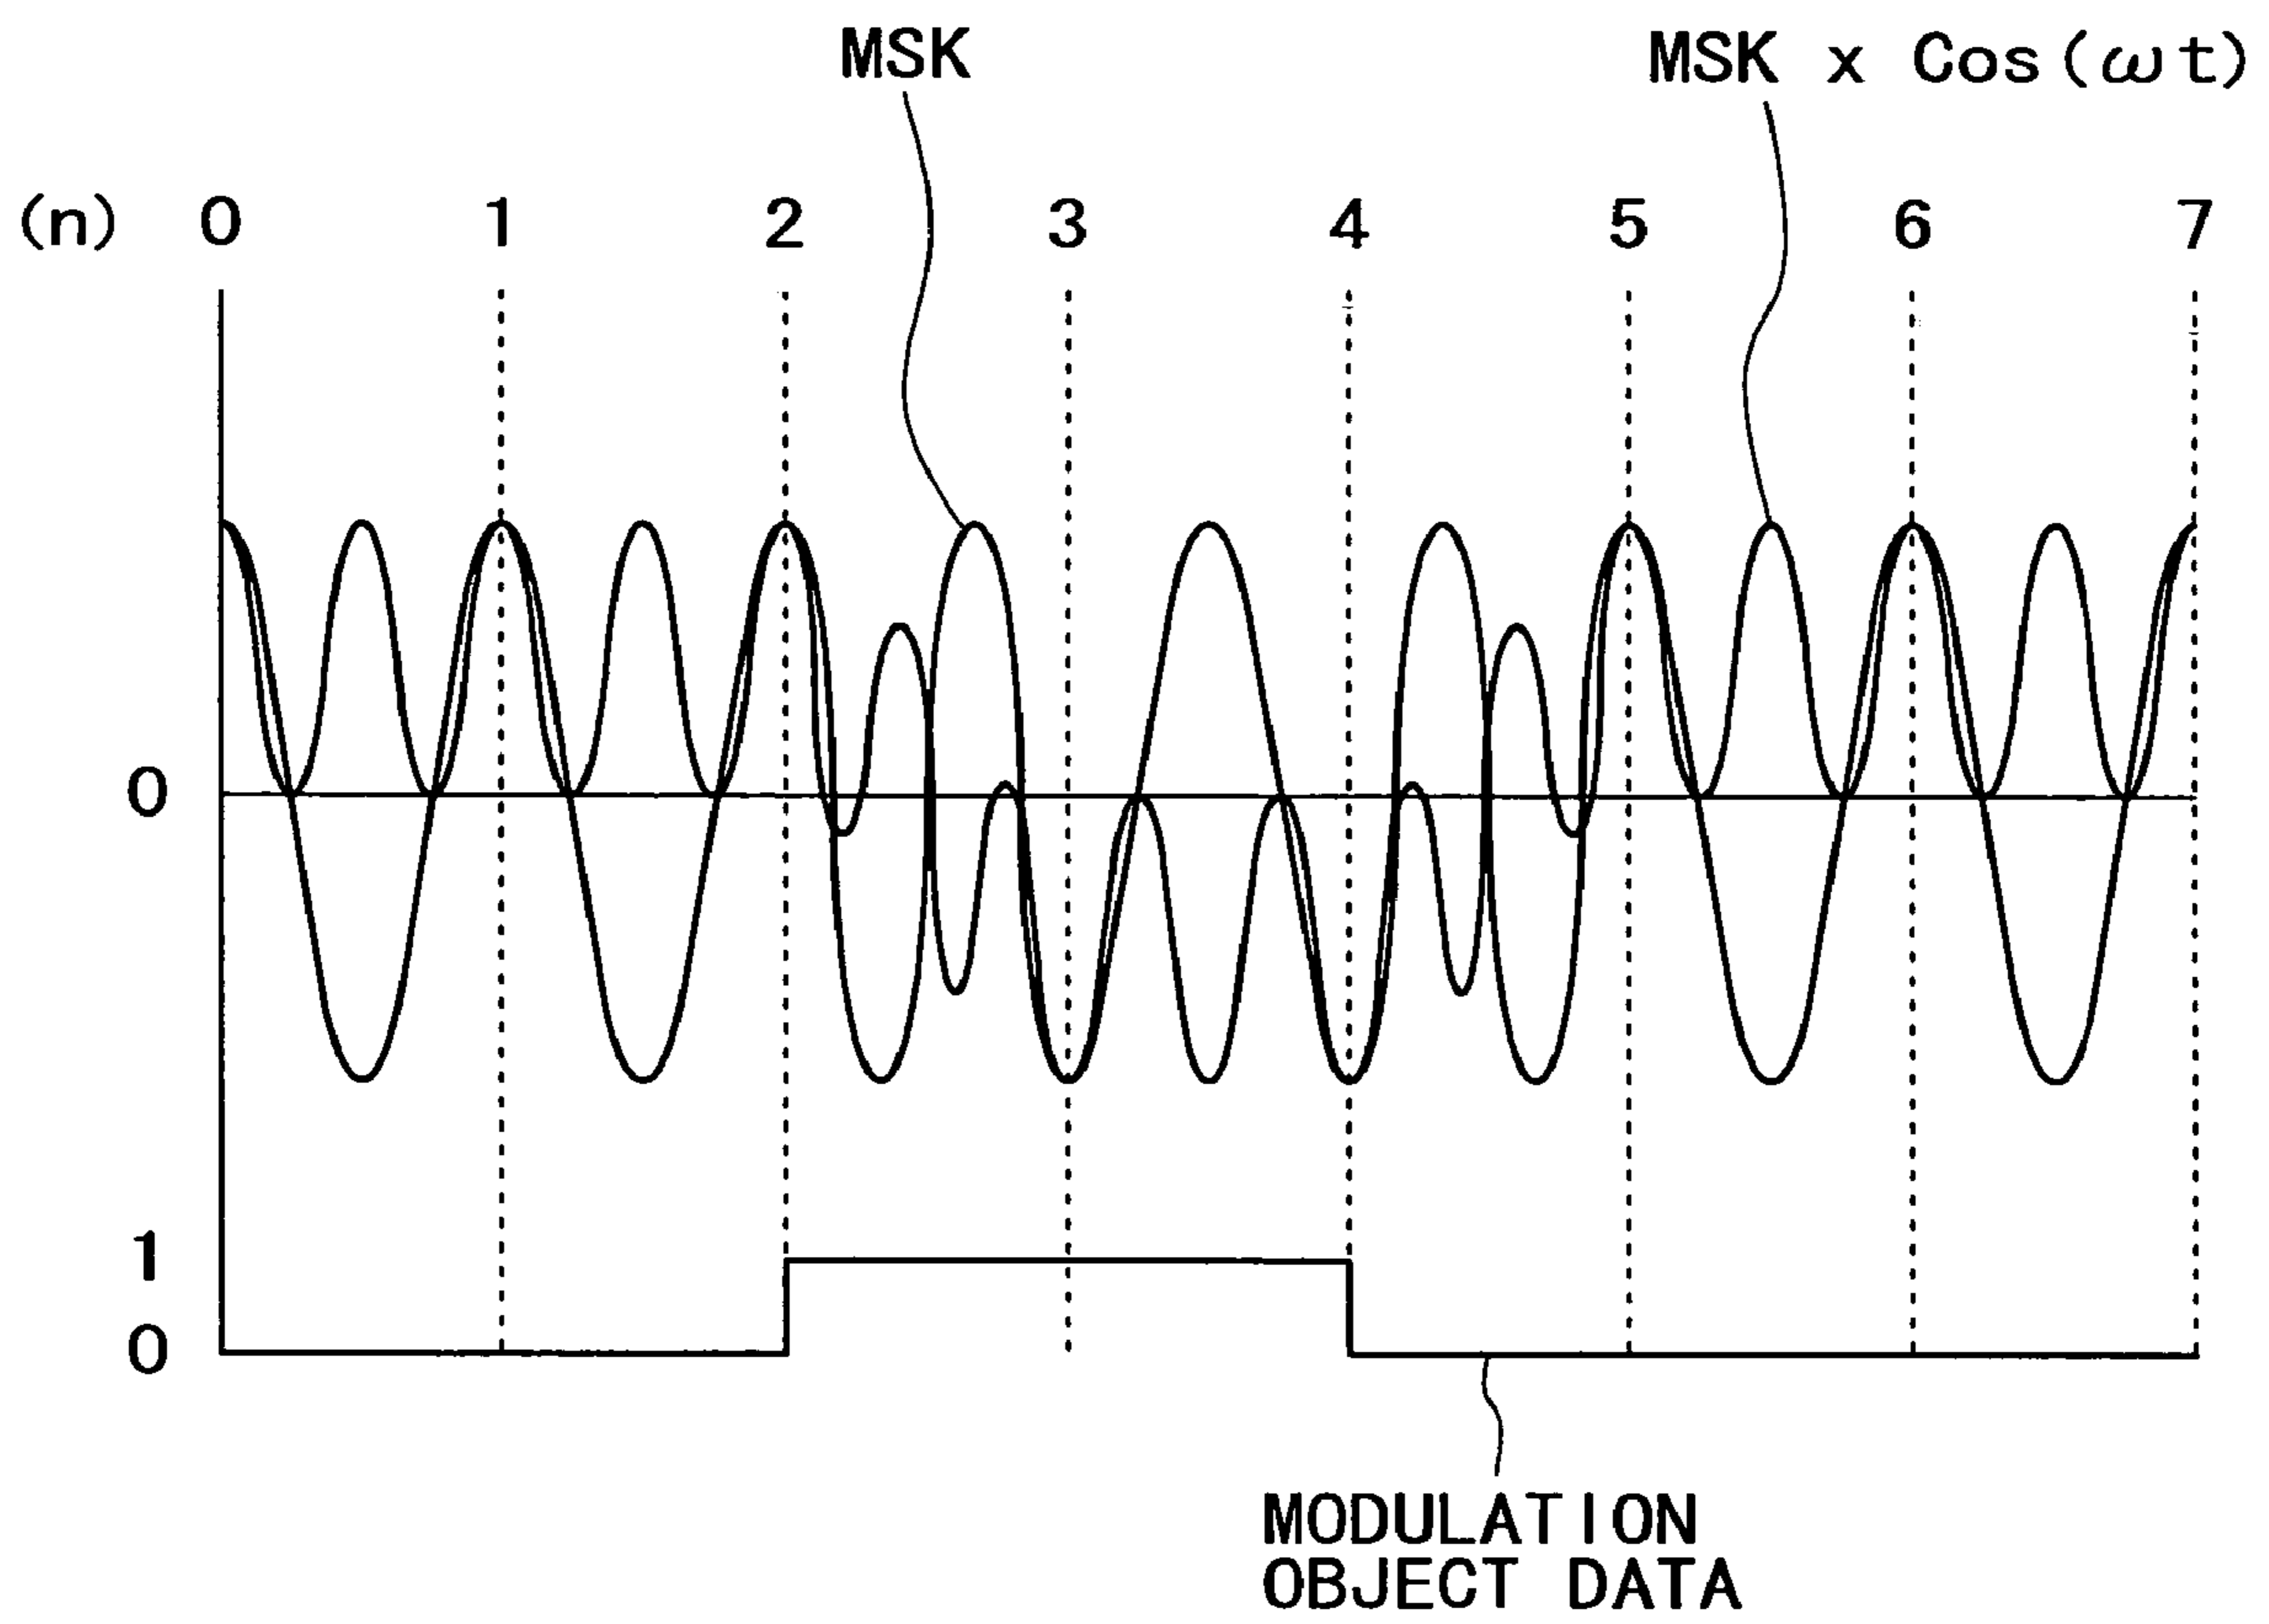 MSK MSK x Cos(ωt)
(n) 0 1 2 3 4 5 6 7
0
1
0
MODULATION
OBJECT DATA